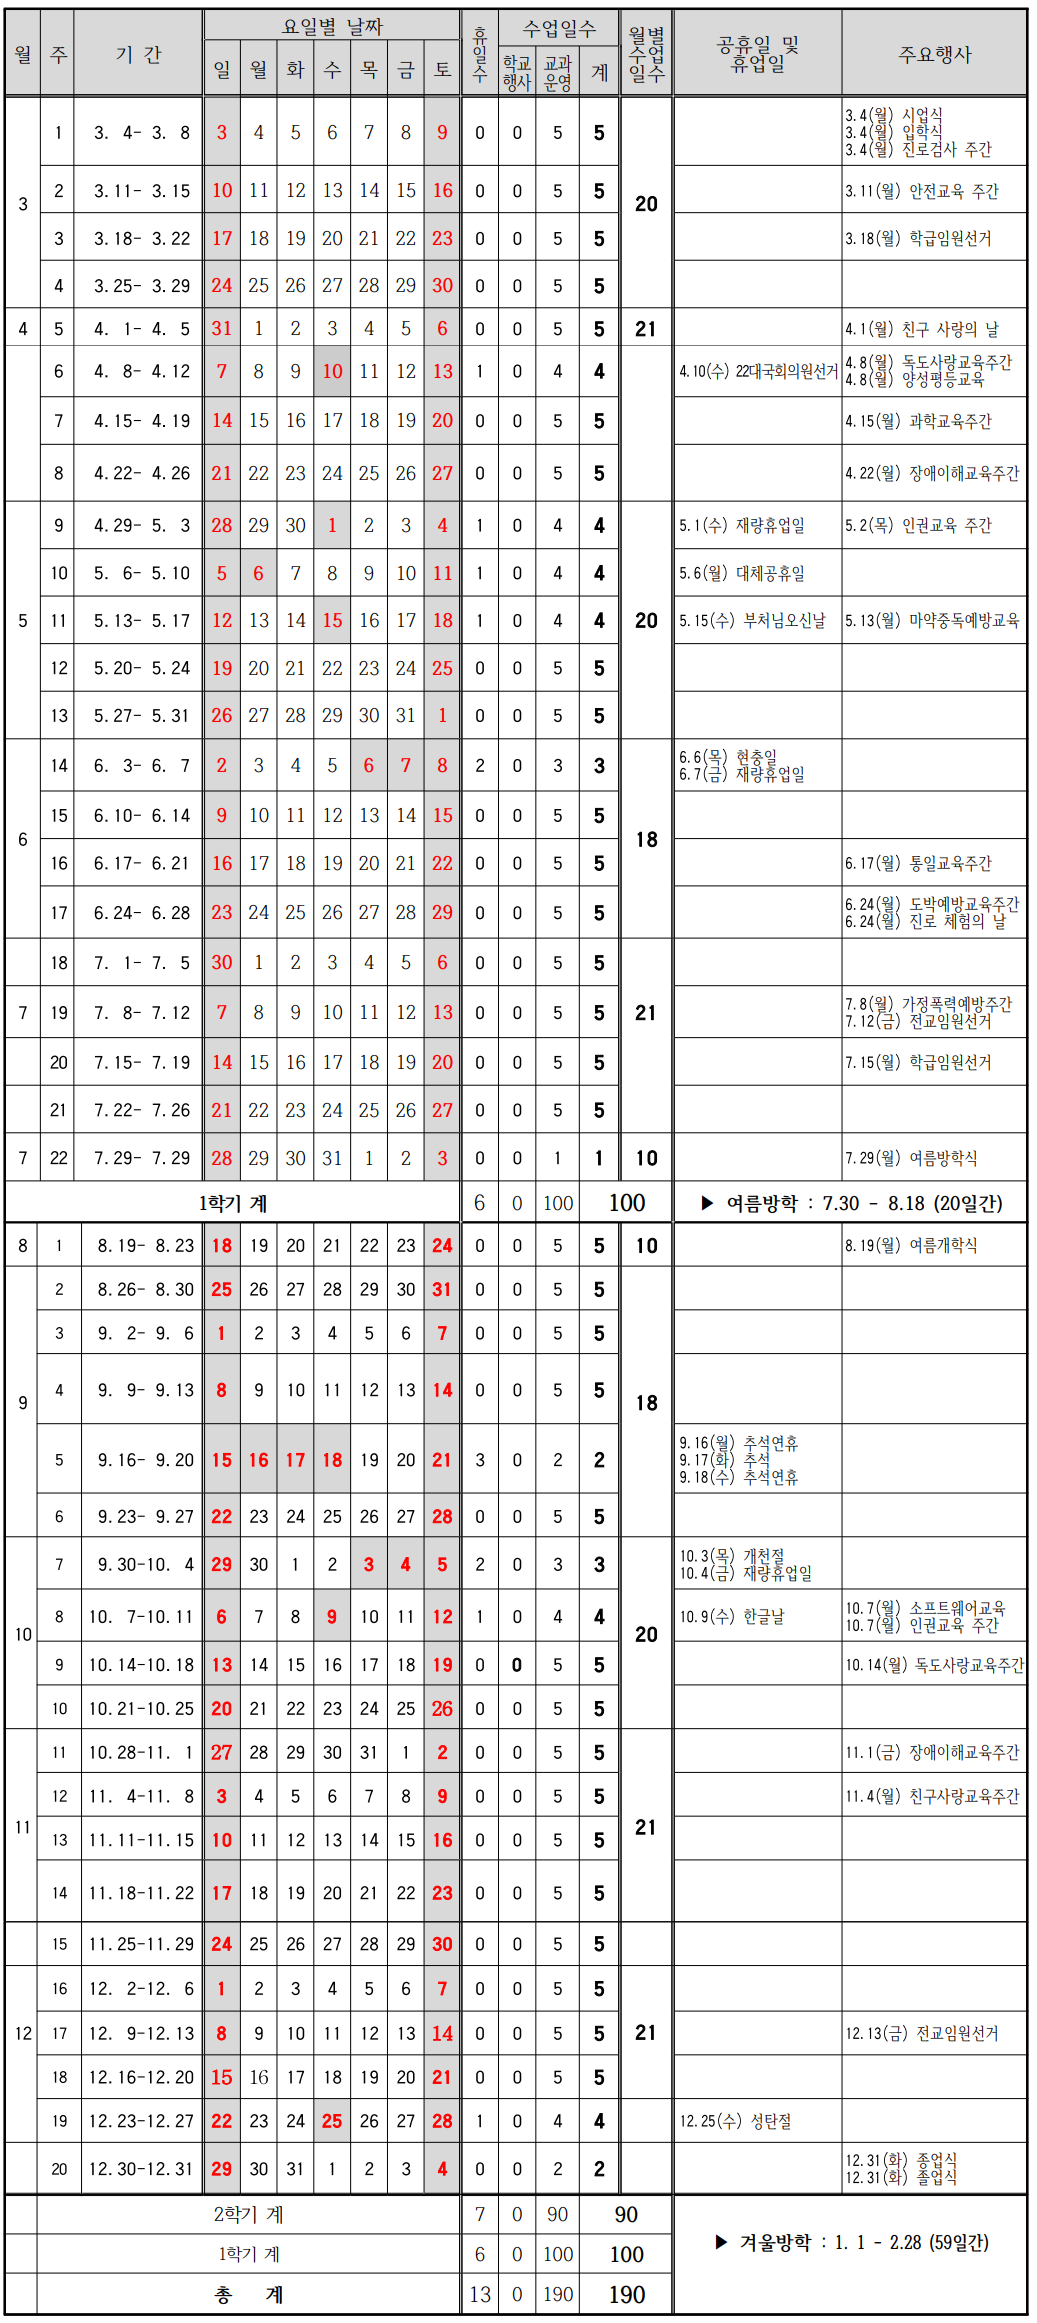 월 주 기 간 요일별 날짜 휴일수 수업일수 월별수업일수 공휴일 및 휴업일 주요행사
일 월 화 수 목 금 토 학교행사 교과운영 계
3
1 3. 4- 3. 8 3 4 5 6 7 8 9 0 0 5 5 3.4(월) 시업식
3.4(월) 입학식
3.4(월) 진로검사 주간
2 3.11- 3.15 10 11 12 13 14 15 16 0 0 5 5 20 3.11(월) 안전교육 주간
3 3.18- 3.22 17 18 19 20 21 22 23 0 0 5 5 3.18(월) 학급임원선거
4 3.25- 3.29 24 25 26 27 28 29 30 0 0 5 5
4 5 4. 1- 4. 5 31 1 2 3 4 5 6 0 0 5 5 21 4.1(월) 친구 사랑의 날
6 4. 8- 4.12 7 8 9 10 11 12 13 1 0 4 4 4.10(수) 22대국회의원선거 4.8(월) 독도사랑교육주간
4.8(월) 양성평등교육
7 4.15- 4.19 14 15 16 17 18 19 20 0 0 5 5 4.15(월) 과학교육주간
8 4.22- 4.26 21 22 23 24 25 26 27 0 0 5 5 4.22(월) 장애이해교육주간
9 4.29- 5. 3 28 29 30 1 2 3 4 1 0 4 4 5.1(수) 재량휴업일 5.2(목) 인권교육 주간
10 5. 6- 5.10 5 6 7 8 9 10 11 1 0 4 4 5.6(월) 대체공휴일
5 11 5.13- 5.17 12 13 14 15 16 17 18 1 0 4 4 20 5.15(수) 부처님오신날 5.13(월) 마약중독예방교육
12 5.20- 5.24 19 20 21 22 23 24 25 0 0 5 5
13 5.27- 5.31 26 27 28 29 30 31 1 0 0 5 5
14 6. 3- 6. 7 2 3 4 5 6 7 8 2 0 3 3 6.6(목) 현충일
6.7(금) 재량휴업일
15 6.10- 6.14 9 10 11 12 13 14 15 0 0 5 5
6 18
16 6.17- 6.21 16 17 18 19 20 21 22 0 0 5 5 6.17(월) 통일교육주간
17 6.24- 6.28 23 24 25 26 27 28 29 0 0 5 5 6.24(월) 도박예방교육주간
6.24(월) 진로 체험의 날
18 7. 1- 7. 5 30 1 2 3 4 5 6 0 0 5 5
7 19 7. 8- 7.12 7 8 9 10 11 12 13 0 0 5 5 21 7.8(월) 가정폭력예방주간
7.12(금) 전교임원선거
20 7.15- 7.19 14 15 16 17 18 19 20 0 0 5 5 7.15(월) 학급임원선거
21 7.22- 7.26 21 22 23 24 25 26 27 0 0 5 5
7 22 7.29- 7.29 28 29 30 31 1 2 3 0 0 1 1 10 7.29(월) 여름방학식
1학기 계 6 0 100 100 ▶ 여름방학 : 7.30 - 8.18 (20일간)
8 1 8.19- 8.23 18 19 20 21 22 23 24 0 0 5 5 10 8.19(월) 여름개학식
2 8.26- 8.30 25 26 27 28 29 30 31 0 0 5 5
3 9. 2- 9. 6 1 2 3 4 5 6 7 0 0 5 5
4 9. 9- 9.13 8 9 10 11 12 13 14 0 0 5 5
9 18
5 9.16- 9.20 15 16 17 18 19 20 21 3 0 2 2 9.16(월) 추석연휴
9.17(화) 추석
9.18(수) 추석연휴
6 9.23- 9.27 22 23 24 25 26 27 28 0 0 5 5
7 9.30-10. 4 29 30 1 2 3 4 5 2 0 3 3 10.3(목) 개천절
10.4(금) 재량휴업일
8 10. 7-10.11 6 7 8 9 10 11 12 1 0 4 4 10.9(수) 한글날 10.7(월) 소프트웨어교육
10.7(월) 인권교육 주간
10 20
9 10.14-10.18 13 14 15 16 17 18 19 0 0 5 5 10.14(월) 독도사랑교육주간
10 10.21-10.25 20 21 22 23 24 25 26 0 0 5 5
11 10.28-11. 1 27 28 29 30 31 1 2 0 0 5 5 11.1(금) 장애이해교육주간
12 11. 4-11. 8 3 4 5 6 7 8 9 0 0 5 5 11.4(월) 친구사랑교육주간
11 21
13 11.11-11.15 10 11 12 13 14 15 16 0 0 5 5
14 11.18-11.22 17 18 19 20 21 22 23 0 0 5 5
15 11.25-11.29 24 25 26 27 28 29 30 0 0 5 5
16 12. 2-12. 6 1 2 3 4 5 6 7 0 0 5 5
12 17 12. 9-12.13 8 9 10 11 12 13 14 0 0 5 5 21 12.13(금) 전교임원선거
18 12.16-12.20 15 16 17 18 19 20 21 0 0 5 5
19 12.23-12.27 22 23 24 25 26 27 28 1 0 4 4 12.25(수) 성탄절
20 12.30-12.31 29 30 31 1 2 3 4 0 0 2 2 12.31(화) 종업식
12.31(화) 졸업식
2학기 계 7 0 90 90
▶ 겨울방학 : 1. 1 - 2.28 (59일간)
1학기 계 6 0 100 100
총 계 13 0 190 190